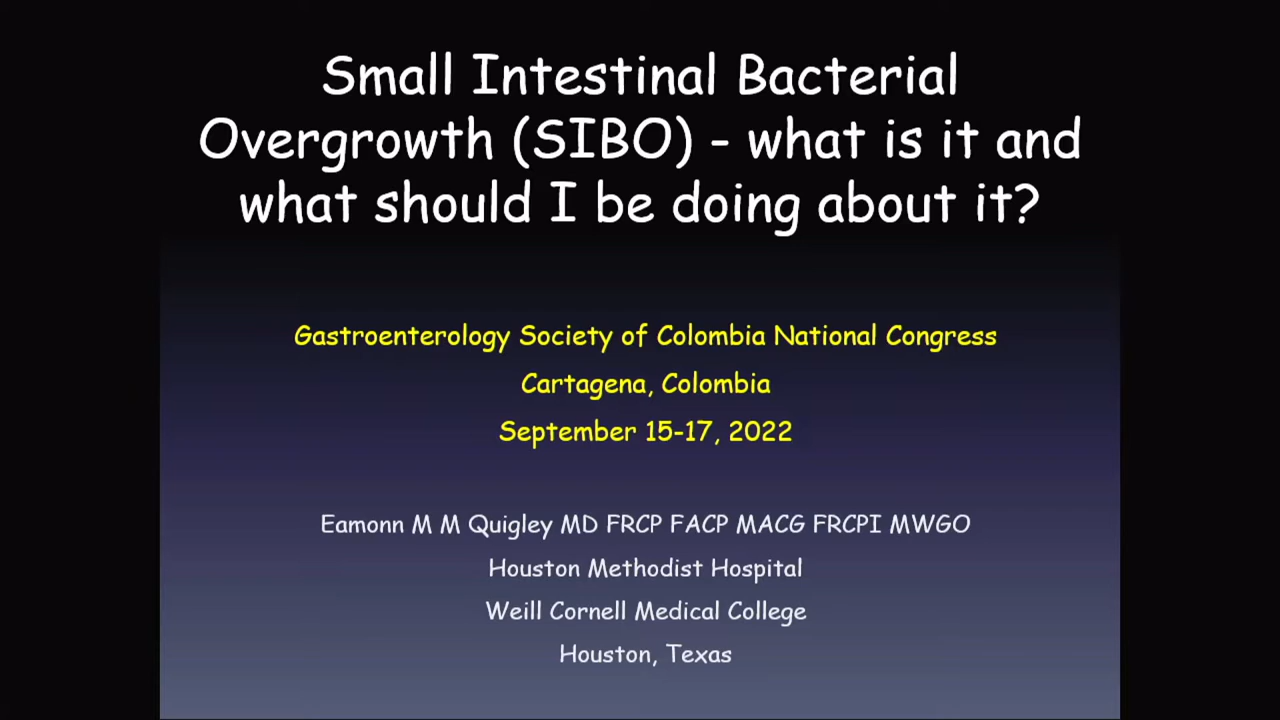 Small Intestinal Bacterial
Overgrowth (SIBO) - what is it and
what should I be doing about it?
Gastroenterology Society of Colombia National Congress
Cartagena, Colombia
September 15-17, 2022
Eamonn M M Quigley MD FRCP FACP MACG FRCPI MWGO
Houston Methodist Hospital
Weill Cornell Medical College
Houston, Texas